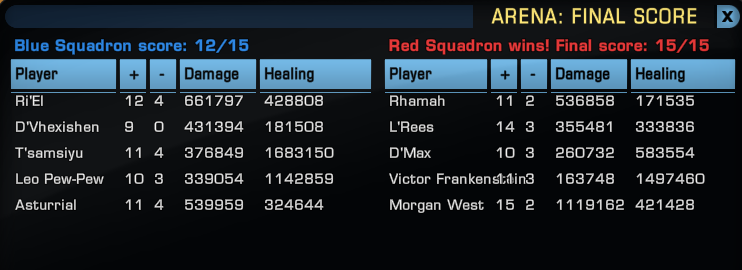 ARENA: FINAL SCORE X
Blue Squadron score: 12/15
Player + - Damage Healing
Ri'El 12 4 661797 428808
D'Vhexishen 9 0 431394 181508
T'samsiyu 11 4 376849 1683150
Leo Pew-Pew 10 3 339054 1142859
Asturrial 11 4 539959 324644
Red Squadron wins! Final score: 15/15
Player + - Damage Healing
Rhamah 11 2 536858 171535
L'Rees 14 3 355481 333836
D'Max 10 3 260732 583554
Victor Frankenstein 11 3 163748 1497460
Morgan West 15 2 1119162 421428